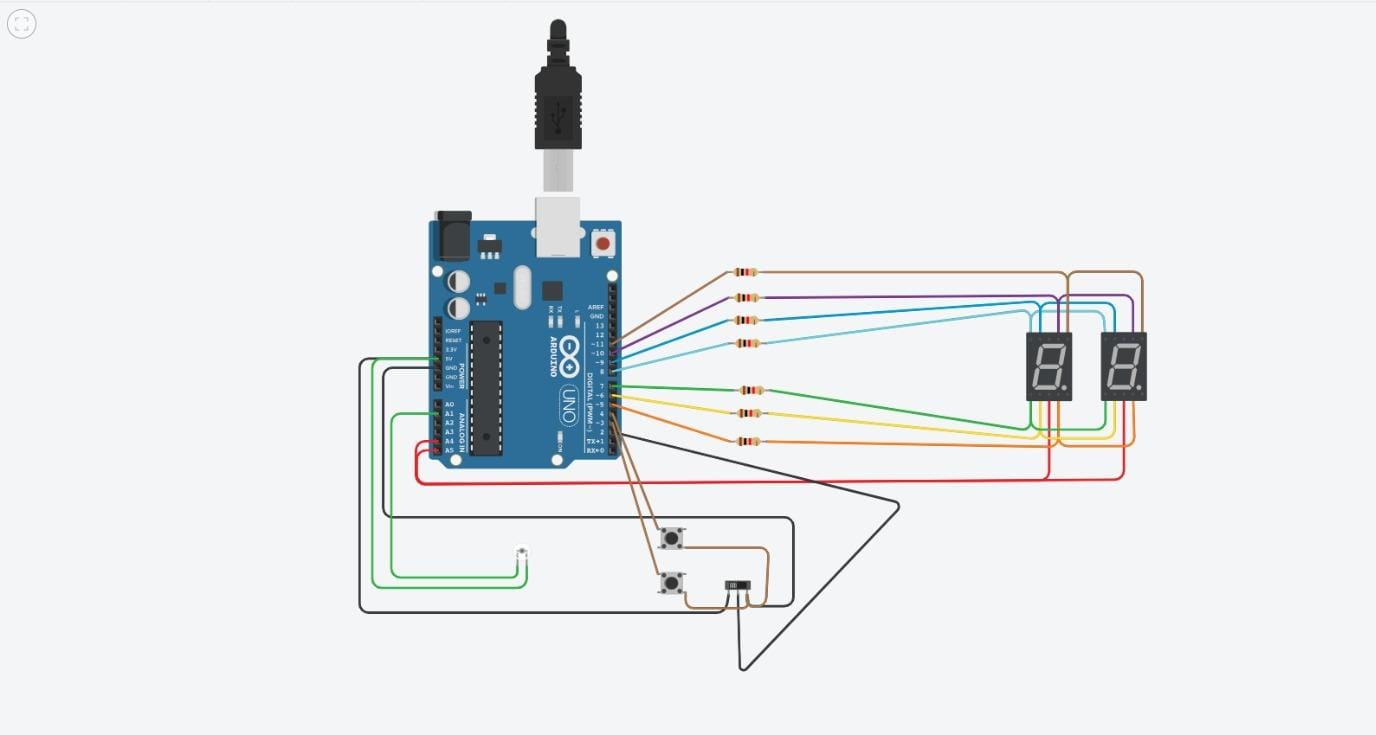 AREF
GND
13
12
~11
~10
~9
8
7
~6
~5
4
~3
2
TX→1
RX←0
IOREF
RESET
3.3V
5V
GND
GND
Vin
A0
A1
A2
A3
A4
A5
POWER
ANALOG IN
RX
TX
L
ARDUINO
UNO
DIGITAL (PWM ~)
ON
8.
8.